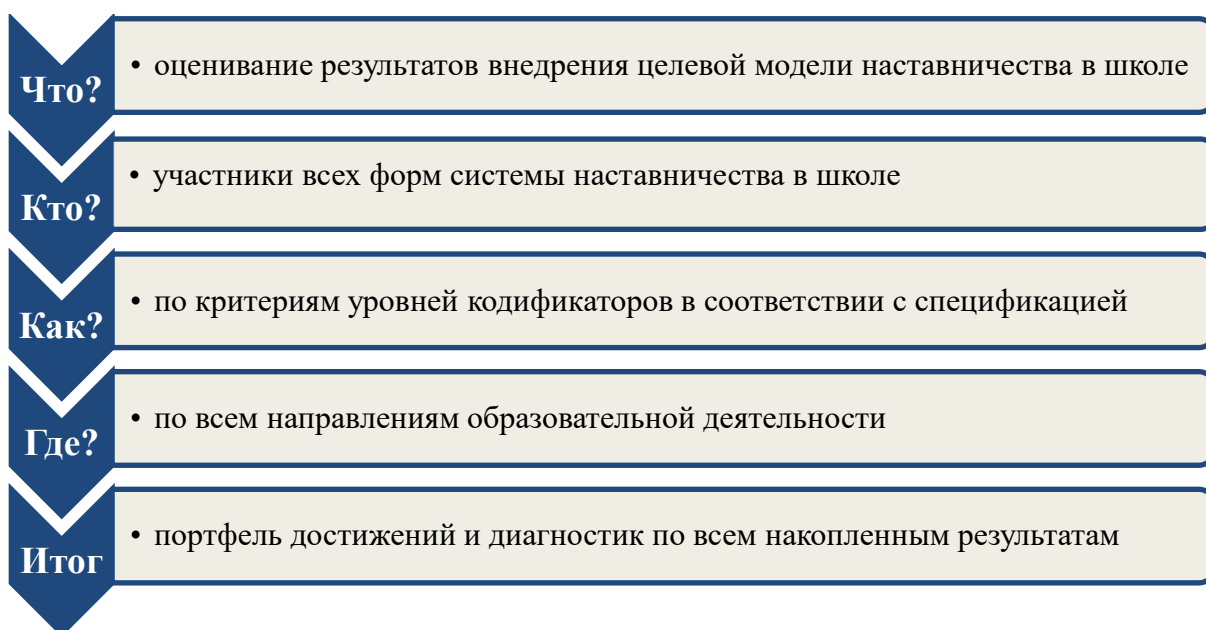 Что?
• оценивание результатов внедрения целевой модели наставничества в школе
Кто?
• участники всех форм системы наставничества в школе
Как?
• по критериям уровней кодификаторов в соответствии с спецификацией
Где?
• по всем направлениям образовательной деятельности
Итог
• портфель достижений и диагностик по всем накопленным результатам